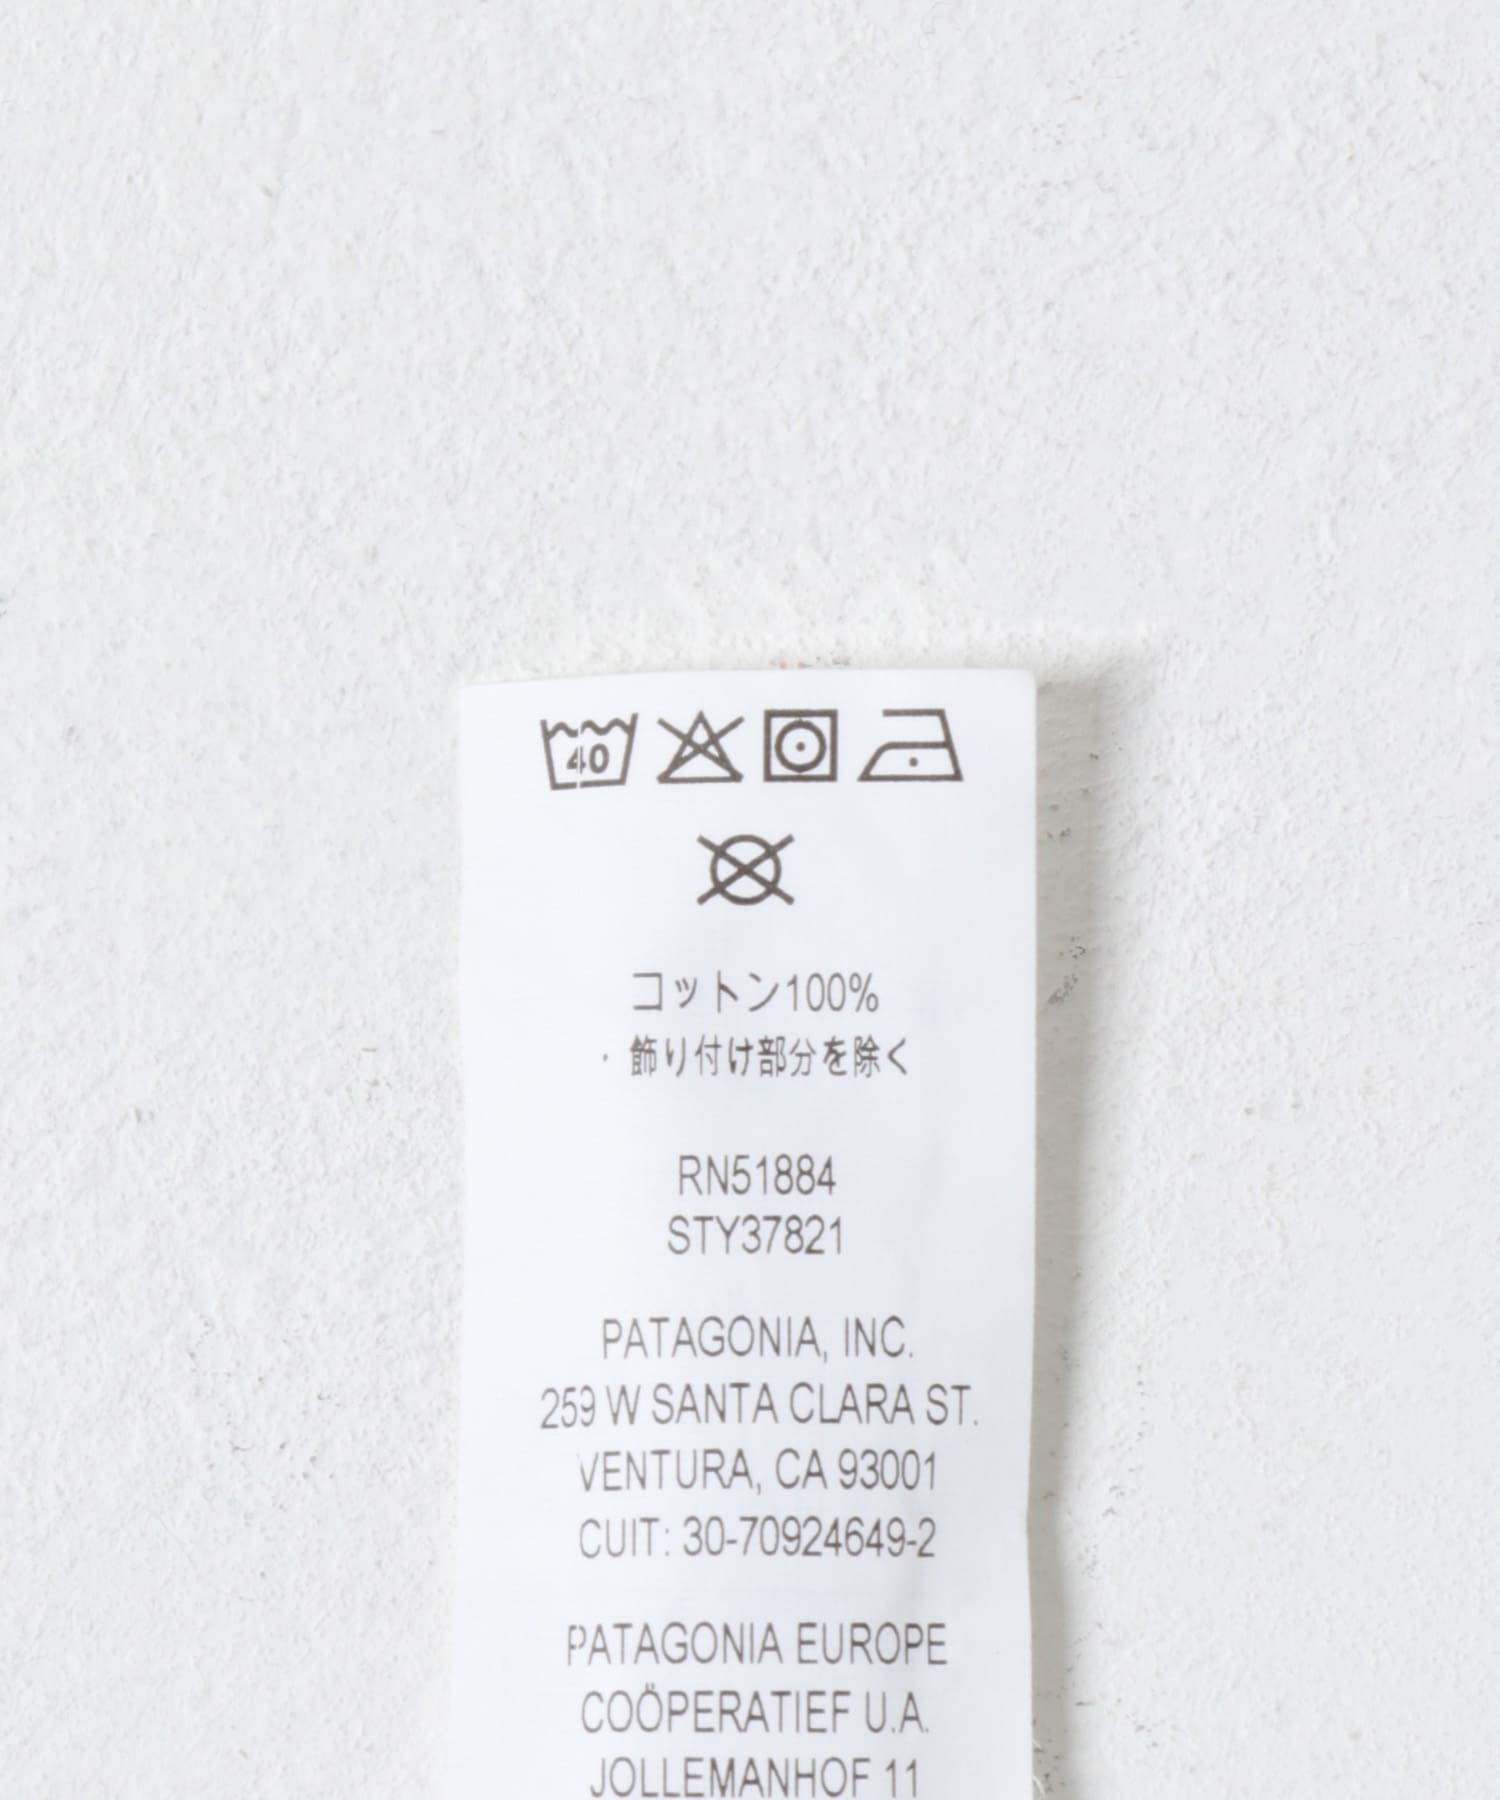 40
コットン100%
・飾り付け部分を除く
RN51884
STY37821
PATAGONIA, INC.
259 W SANTA CLARA ST.
VENTURA, CA 93001
CUIT: 30-70924649-2
PATAGONIA EUROPE
COÖPERATIEF U.A.
JOLLEMANHOF 11